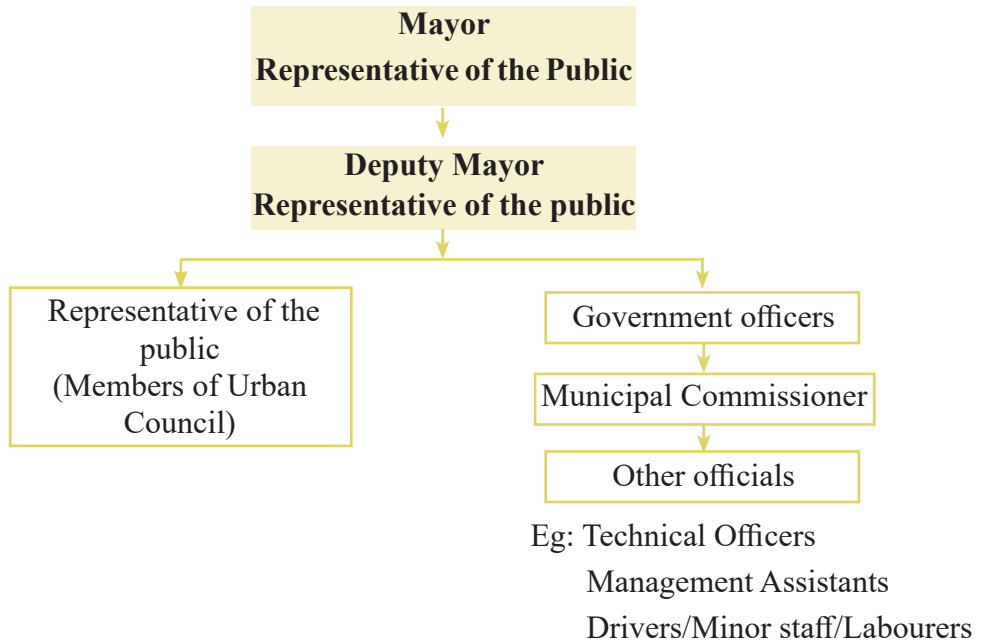 Mayor
Representative of the Public
Deputy Mayor
Representative of the public
Representative of the
public
(Members of Urban
Council)
Government officers
Municipal Commissioner
Other officials
Eg: Technical Officers
Management Assistants
Drivers/Minor staff/Labourers